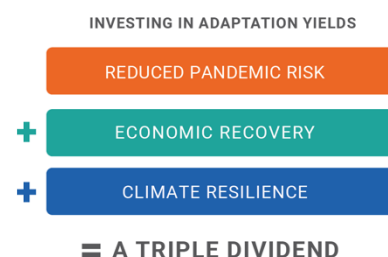 INVESTING IN ADAPTATION YIELDS
REDUCED PANDEMIC RISK
+ ECONOMIC RECOVERY
+ CLIMATE RESILIENCE
= A TRIPLE DIVIDEND